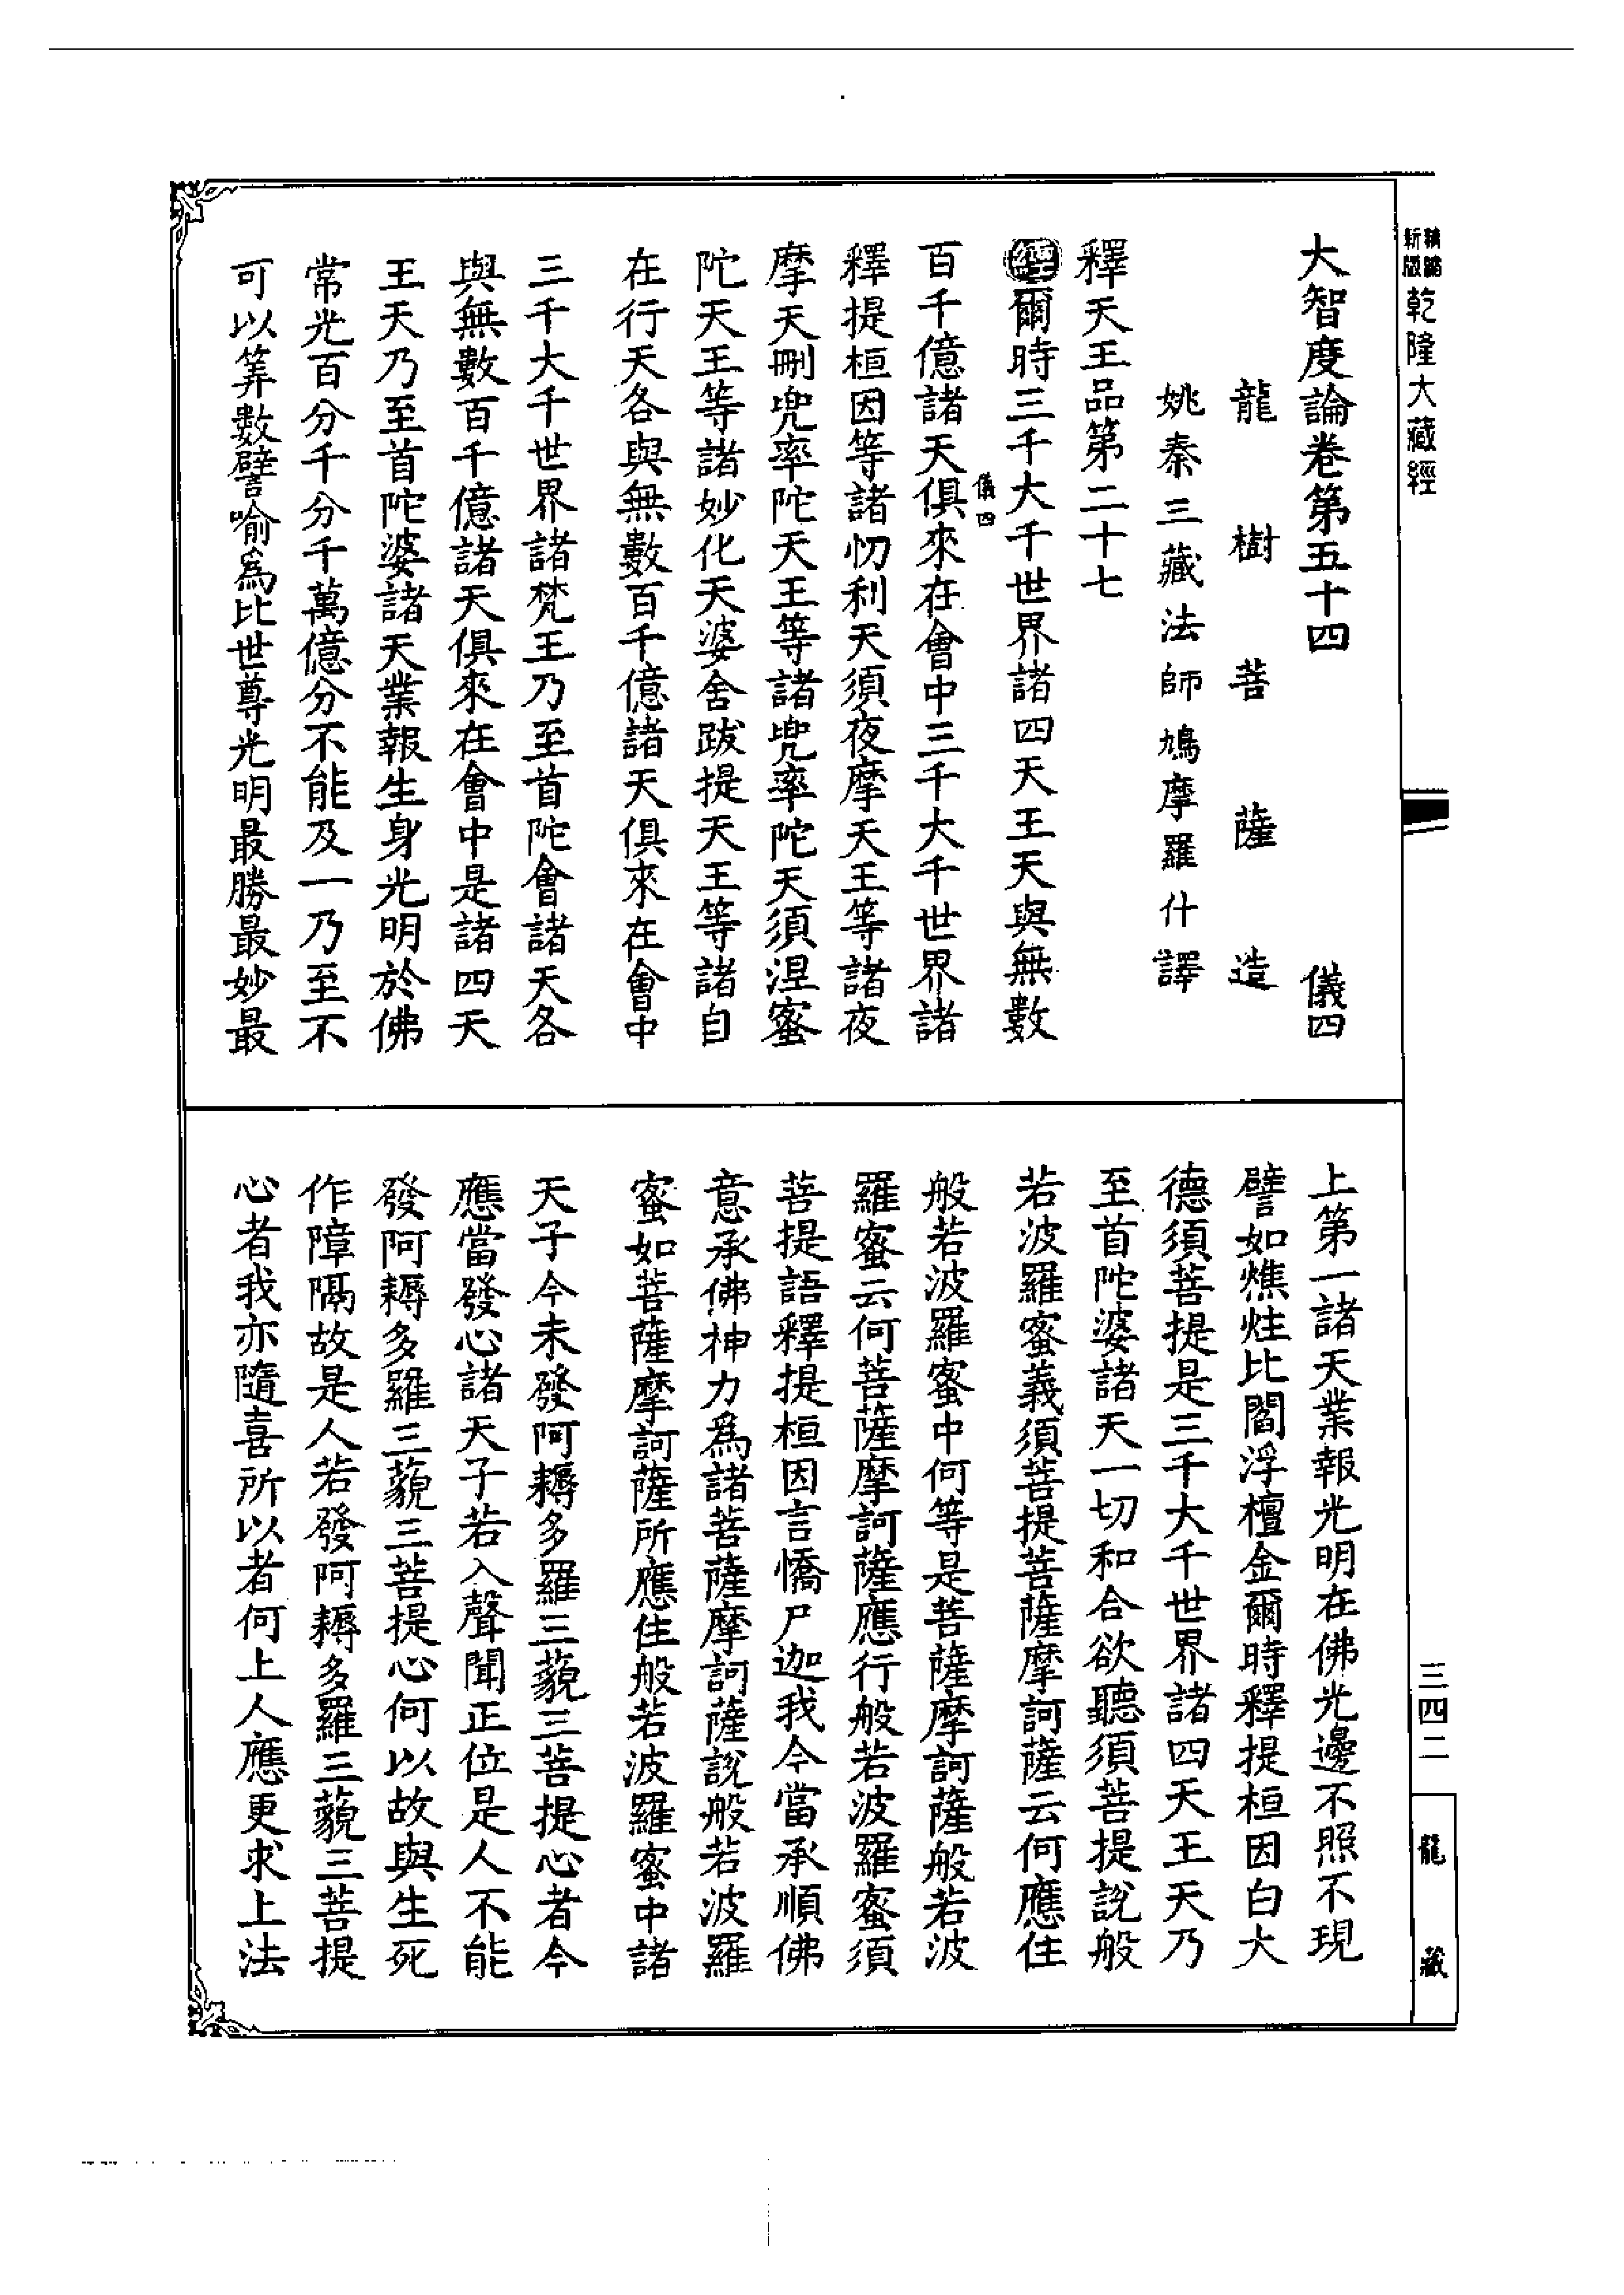 新版精縮乾隆大藏經
大智度論卷第五十四 儀四
龍樹菩薩造
姚秦三藏法師鳩摩羅什譯
釋天王品第二十七
經爾時三千大千世界諸四天王天與無數
儀四
百千億諸天俱來在會中三千大千世界諸
釋提桓因等諸忉利天須夜摩天王等諸夜
摩天刪兜率陀天王等諸兜率陀天須涅蜜
陀天王等諸妙化天婆舍跋提天王等諸自
在行天各與無數百千億諸天俱來在會中
三千大千世界諸梵王乃至首陀會諸天各
與無數百千億諸天俱來在會中是諸四天
王天乃至首陀婆諸天業報生身光明於佛
常光百分千分千萬億分不能及一乃至不
可以筭數譬喻爲比世尊光明最勝最妙最
上第一諸天業報光明在佛光邊不照不現
譬如燋炷比閻浮檀金爾時釋提桓因白大
德須菩提是三千大千世界諸四天王天乃
至首陀婆諸天一切和合欲聽須菩提說般
若波羅蜜義須菩提菩薩摩訶薩云何應住
般若波羅蜜中何等是菩薩摩訶薩般若波
羅蜜云何菩薩摩訶薩應行般若波羅蜜須
菩提語釋提桓因言憍尸迦我今當承順佛
意承佛神力爲諸菩薩摩訶薩說般若波羅
蜜如菩薩摩訶薩所應住般若波羅蜜中諸
天子今未發阿耨多羅三藐三菩提心者今
應當發心諸天子若入聲聞正位是人不能
發阿耨多羅三藐三菩提心何以故與生死
作障隔故是人若發阿耨多羅三藐三菩提
心者我亦隨喜所以者何上人應更求上法
三四二
龍藏